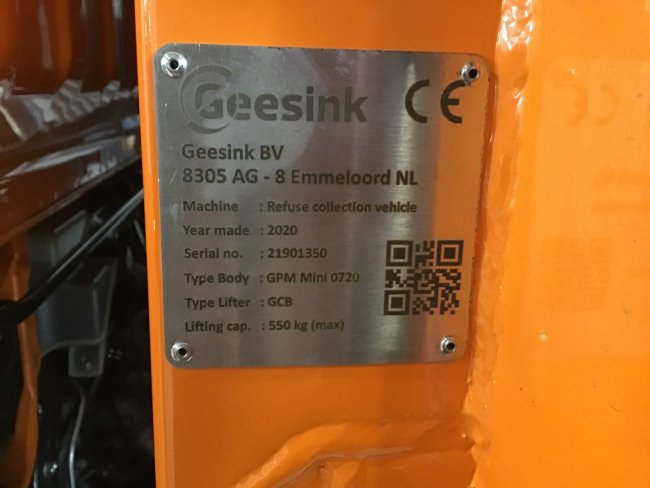 Geesink CE
Geesink BV
8305 AG - 8 Emmeloord NL
Machine : Refuse collection vehicle
Year made : 2020
Serial no. : 21901350
Type Body : GPM Mini 0720
Type Lifter : GCB
Lifting cap. : 550 kg (max)